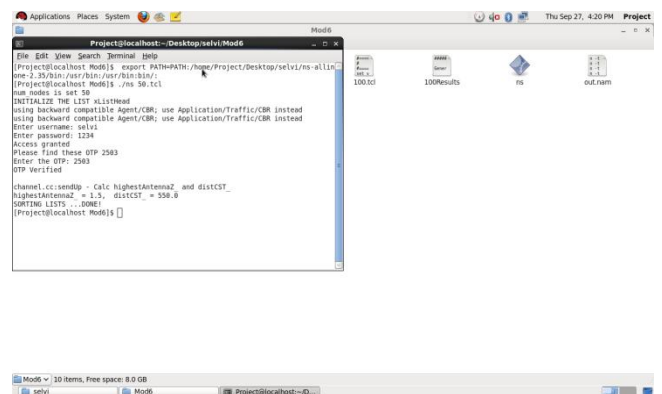 Applications Places System Thu Sep 27, 4:20 PM Project
Mod6
Project@localhost:~/Desktop/selvi/Mod6
File Edit View Search Terminal Help
[Project@localhost Mod6]$ export PATH=PATH:/home/Project/Desktop/selvi/ns-allin
one-2.35/bin:/usr/bin:/usr/bin:bin/:
[Project@localhost Mod6]$ ./ns 50.tcl
num_nodes is set 50
INITIALIZE THE LIST xListHead
using backward compatible Agent/CBR; use Application/Traffic/CBR instead
using backward compatible Agent/CBR; use Application/Traffic/CBR instead
Enter username: selvi
Enter password: 1234
Access granted
Please find these OTP 2503
Enter the OTP: 2503
OTP Verified
channel.cc:sendUp - Calc highestAntennaZ_ and distCST_
highestAntennaZ_ = 1.5, distCST_ = 550.0
SORTING LISTS ...DONE!
[Project@localhost Mod6]$
100.tcl 100Results ns out.nam
Mod6 10 items, Free space: 8.0 GB
selvi Mod6 Project@localhost:~/D...